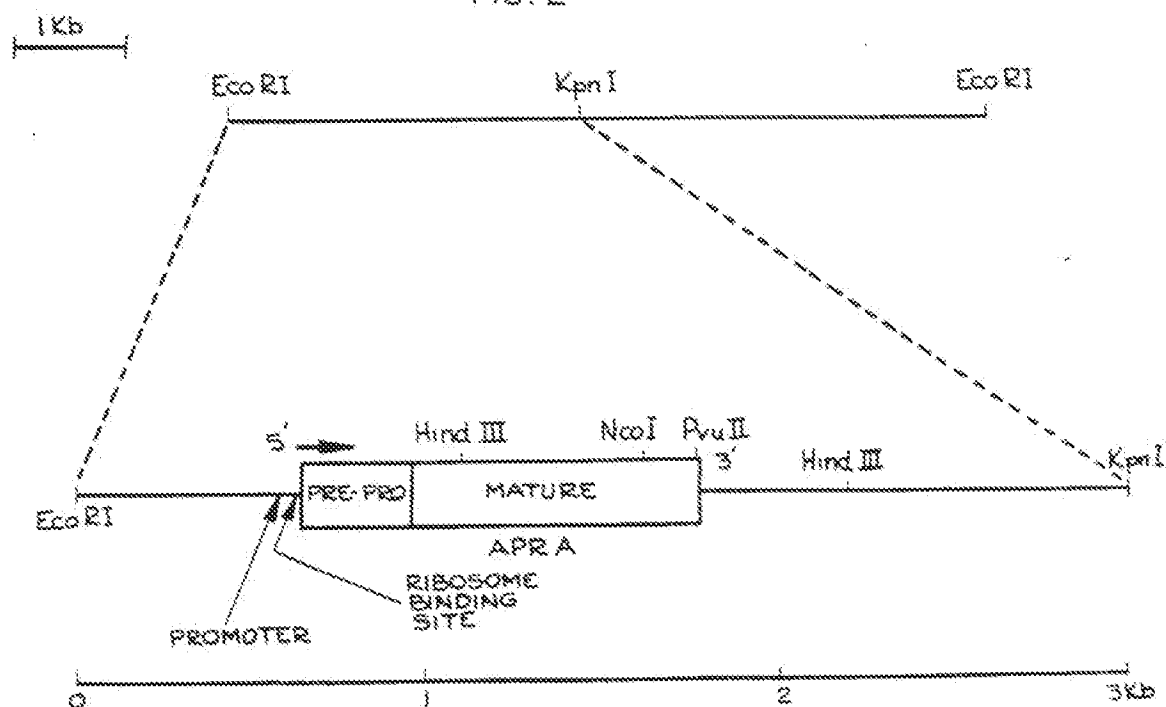 1Kb
EcoRI KpnI EcoRI
5' HindIII NcoI PvuII 3' HindIII KpnI
EcoRI PRE-PRO MATURE
APR A
RIBOSOME
BINDING
SITE
PROMOTER
0 1 2 3Kb